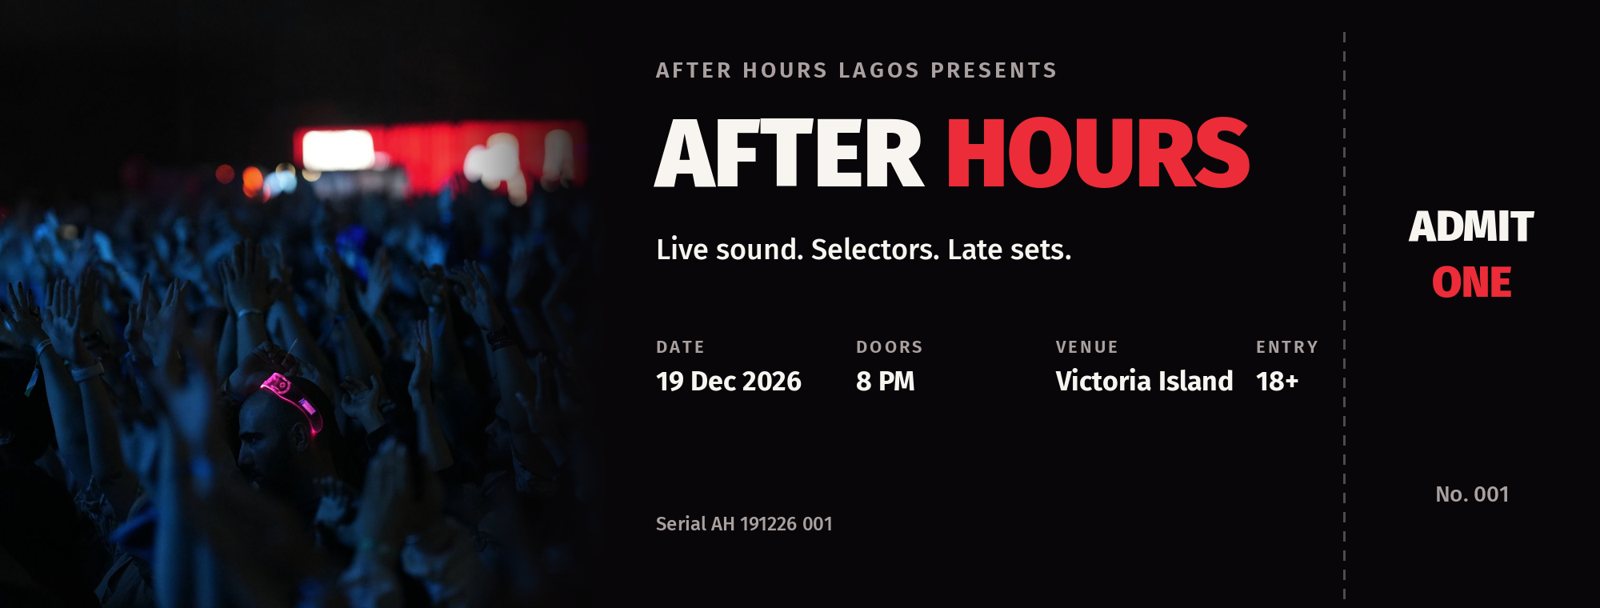 AFTER HOURS LAGOS PRESENTS
AFTER HOURS
Live sound. Selectors. Late sets.
DATE DOORS VENUE ENTRY
19 Dec 2026 8 PM Victoria Island 18+
Serial AH 191226 001
ADMIT
ONE
No. 001